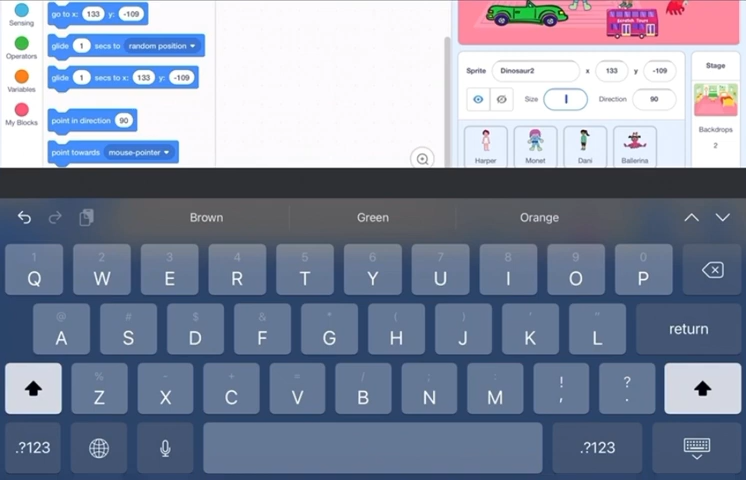 Sensing
Operators
Variables
My Blocks
go to x: 133 y: -109
glide 1 secs to random position
glide 1 secs to x: 133 y: -109
point in direction 90
point towards mouse-pointer
Sprite Dinosaur2 x 133 y -109
Size Direction 90
Harper Monet Dani Ballerina
Stage
Backdrops
2
Brown Green Orange
1 2 3 4 5 6 7 8 9 0
Q W E R T Y U I O P
@ # $ & * ( ) ' "
A S D F G H J K L return
% - + = / ; :
Z X C V B N M ! , ? .
.?123 .?123